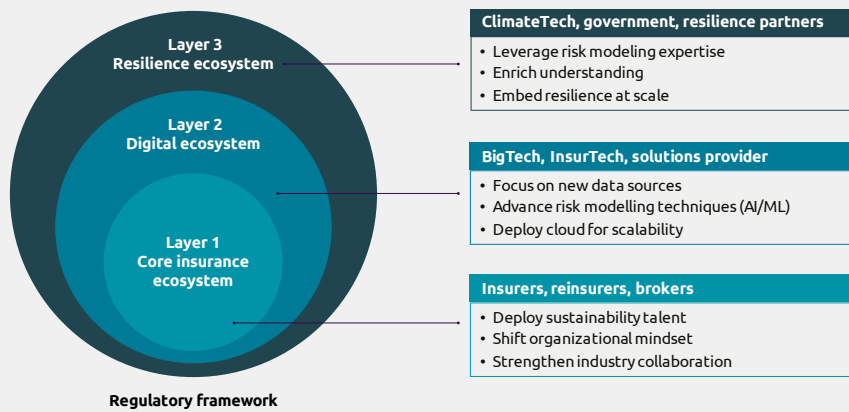 Layer 3
Resilience ecosystem
Layer 2
Digital ecosystem
Layer 1
Core insurance
ecosystem
Regulatory framework
ClimateTech, government, resilience partners
• Leverage risk modeling expertise
• Enrich understanding
• Embed resilience at scale
BigTech, InsurTech, solutions provider
• Focus on new data sources
• Advance risk modelling techniques (AI/ML)
• Deploy cloud for scalability
Insurers, reinsurers, brokers
• Deploy sustainability talent
• Shift organizational mindset
• Strengthen industry collaboration